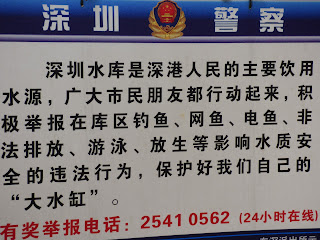 深圳 警察
深圳水库是深港人民的主要饮用
水源，广大市民朋友都行动起来，积
极举报在库区钓鱼、网鱼、电鱼、非
法排放、游泳、放生等影响水质安
全的违法行为，保护好我们自己的
“大水缸”。
有奖举报电话：2541 0562 (24小时在线)